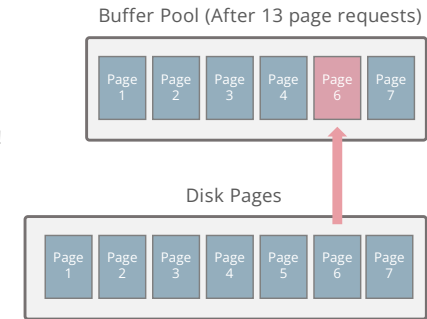 Buffer Pool (After 13 page requests)
Page Page Page Page Page Page
1 2 3 4 6 7
Disk Pages
Page Page Page Page Page Page Page
1 2 3 4 5 6 7